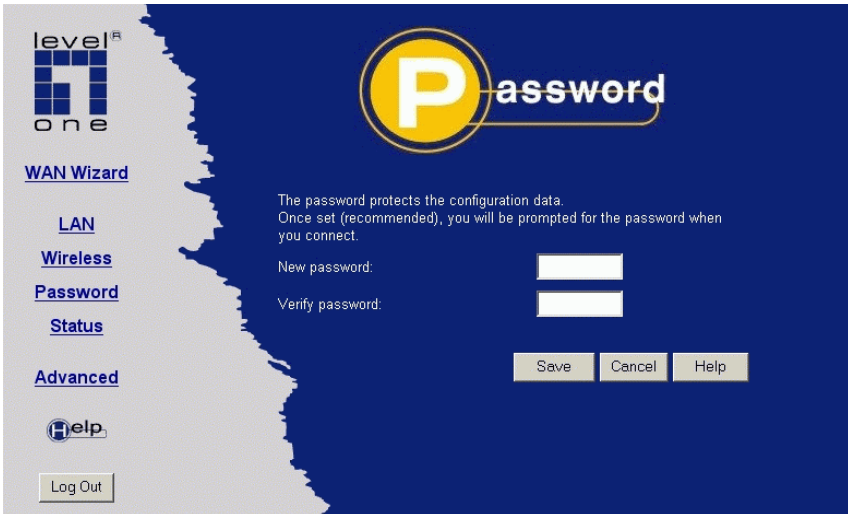 level®
one
WAN Wizard
LAN
Wireless
Password
Status
Advanced
Help
Log Out
Password
The password protects the configuration data.
Once set (recommended), you will be prompted for the password when
you connect.
New password:
Verify password:
Save Cancel Help